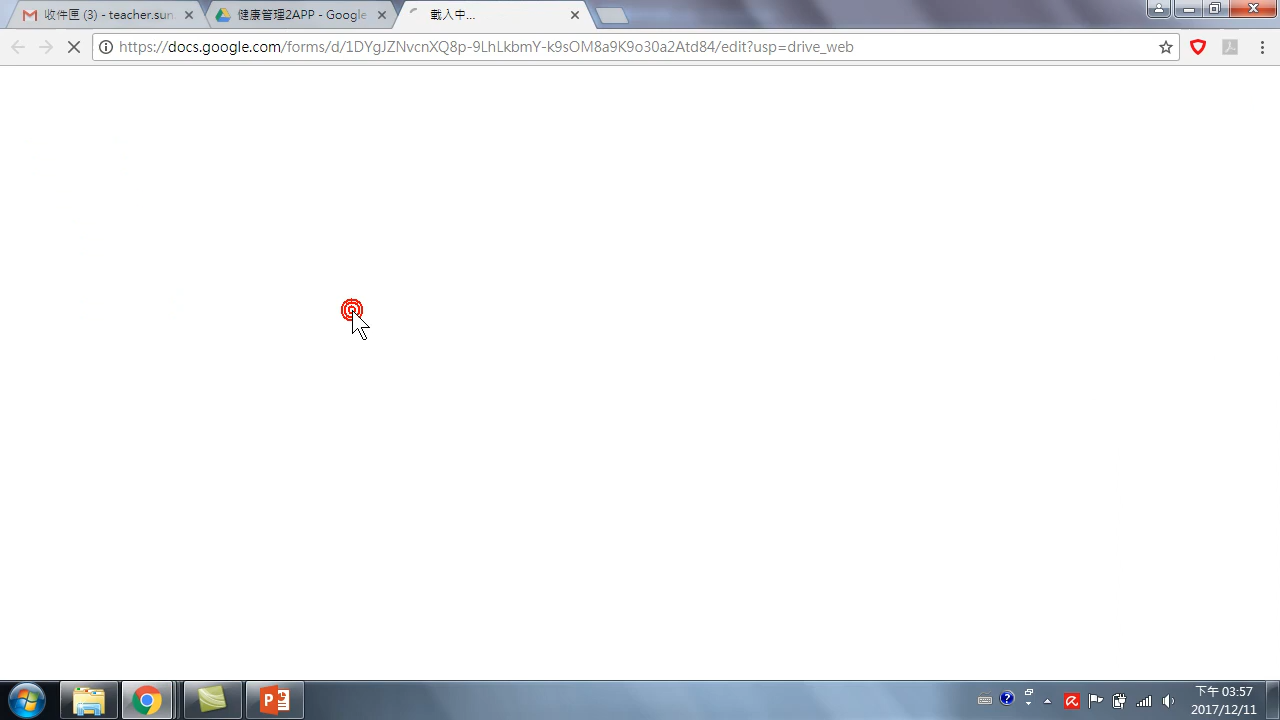 收件匣 (3) - teacher.sun
健康管理2APP - Google
載入中...
https://docs.google.com/forms/d/1DYgJZNvcnXQ8p-9LHLkbmY-k9sOM8a9K9o30a2Atd84/edit?usp=drive_web
下午 03:57
2017/12/11